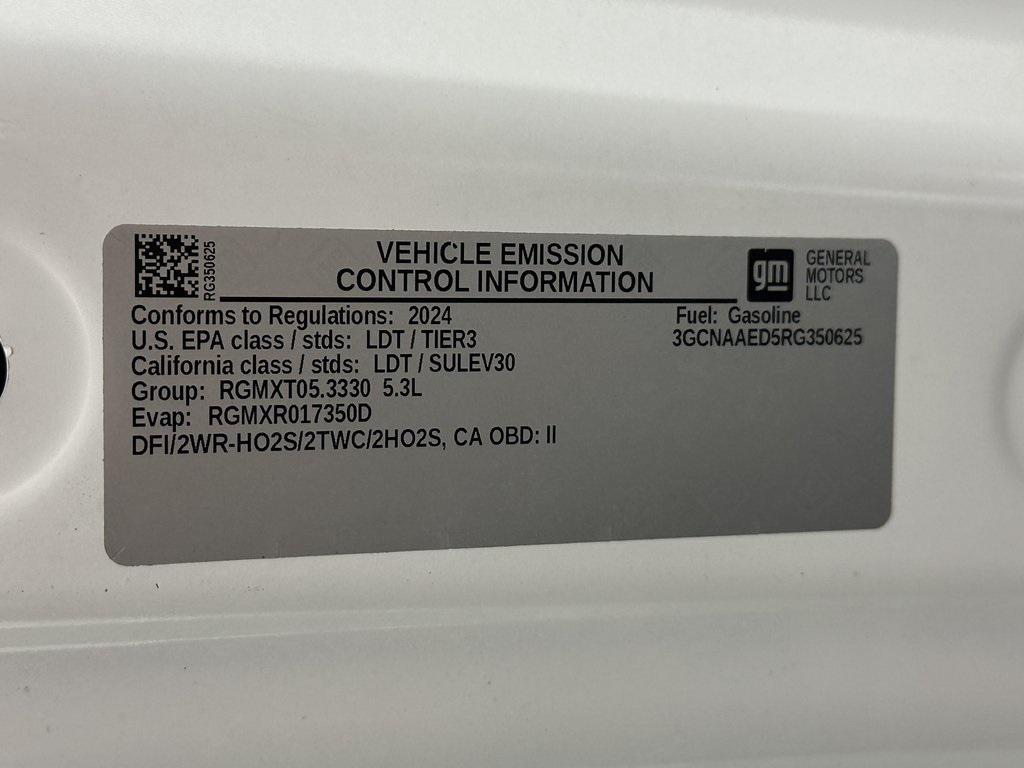 RG350625
VEHICLE EMISSION
CONTROL INFORMATION
gm
GENERAL
MOTORS
LLC
Conforms to Regulations: 2024
U.S. EPA class / stds: LDT / TIER3
California class / stds: LDT / SULEV30
Group: RGMXT05.3330 5.3L
Evap: RGMXR017350D
DFI/2WR-HO2S/2TWC/2HO2S, CA OBD: II
Fuel: Gasoline
3GCNAAED5RG350625